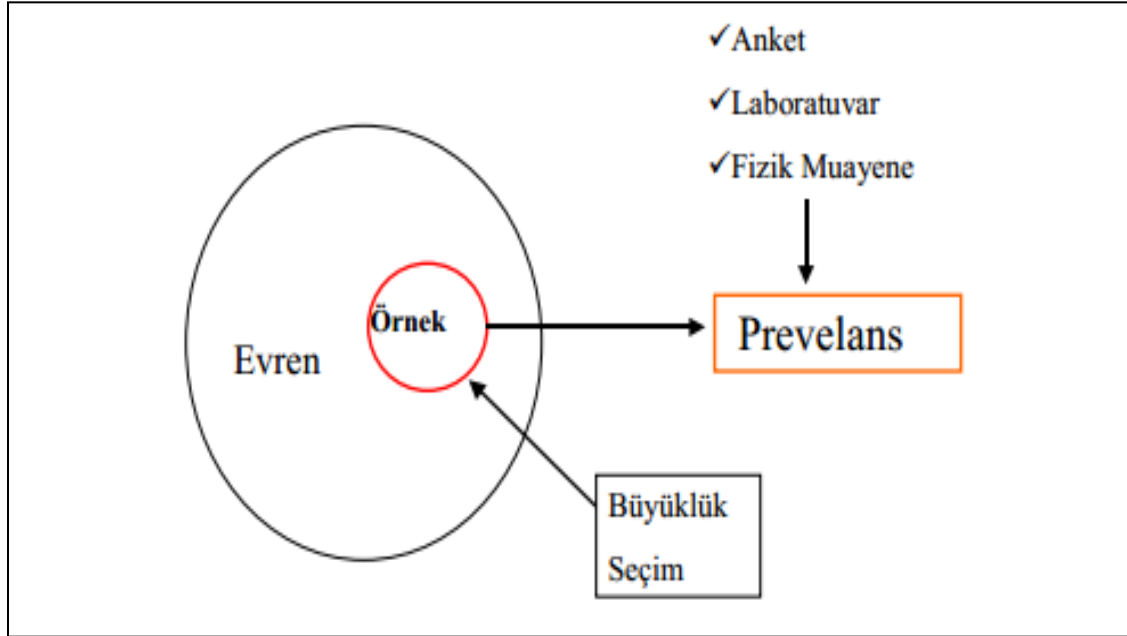 ✓Anket
✓Laboratuvar
✓Fizik Muayene
Örnek
Evren
Prevelans
Büyüklük
Seçim